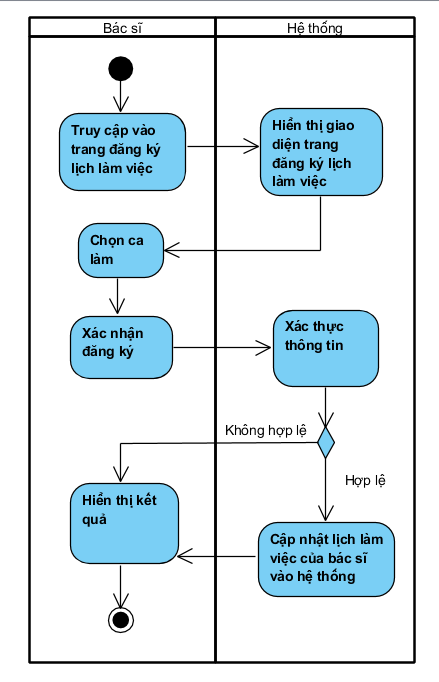 Bác sĩ
Hệ thống
Truy cập vào
trang đăng ký
lịch làm việc
Hiển thị giao
diện trang
đăng ký lịch
làm việc
Chọn ca
làm
Xác nhận
đăng ký
Xác thực
thông tin
Không hợp lệ
Hợp lệ
Hiển thị kết
quả
Cập nhật lịch làm
việc của bác sĩ
vào hệ thống